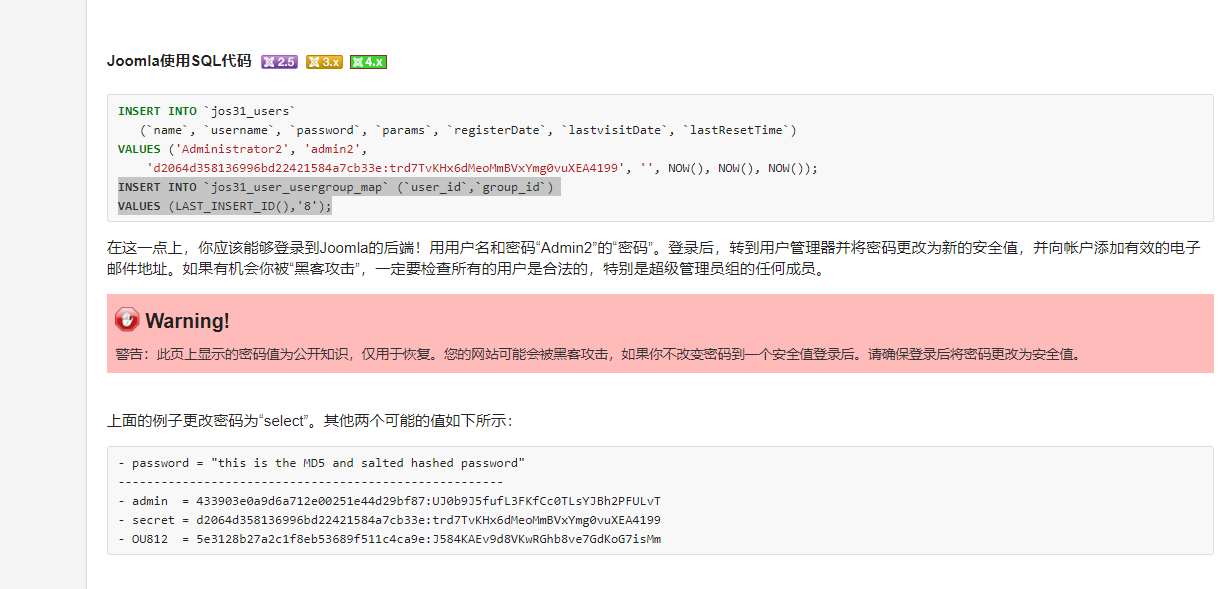 Joomla使用SQL代码 2.5 3.x 4.x
INSERT INTO `jos31_users`
(`name`, `username`, `password`, `params`, `registerDate`, `lastvisitDate`, `lastResetTime`)
VALUES ('Administrator2', 'admin2',
'd2064d358136996bd22421584a7cb33e:trd7TvKHx6dMeoMmBVxYmg0vuXEA4199', '', NOW(), NOW(), NOW());
INSERT INTO `jos31_user_usergroup_map` (`user_id`,`group_id`)
VALUES (LAST_INSERT_ID(),'8');
在这一点上，你应该能够登录到Joomla的后端！用用户名和密码“Admin2”的“密码”。登录后，转到用户管理器并将密码更改为新的安全值，并向帐户添加有效的电子
邮件地址。如果有机会你被“黑客攻击”，一定要检查所有的用户是合法的，特别是超级管理员组的任何成员。
Warning!
警告：此页上显示的密码值为公开知识，仅用于恢复。您的网站可能会被黑客攻击，如果你不改变密码到一个安全值登录后。请确保登录后将密码更改为安全值。
上面的例子更改密码为“select”。其他两个可能的值如下所示：
- password = "this is the MD5 and salted hashed password"
------------------------------------------------------
- admin = 433903e0a9d6a712e00251e44d29bf87:UJ0b9J5fufL3FKfCc0TLsYJBh2PFULvT
- secret = d2064d358136996bd22421584a7cb33e:trd7TvKHx6dMeoMmBVxYmg0vuXEA4199
- OU812 = 5e3128b27a2c1f8eb53689f511c4ca9e:J584KAEv9d8VKwRGhb8ve7GdKoG7isMm